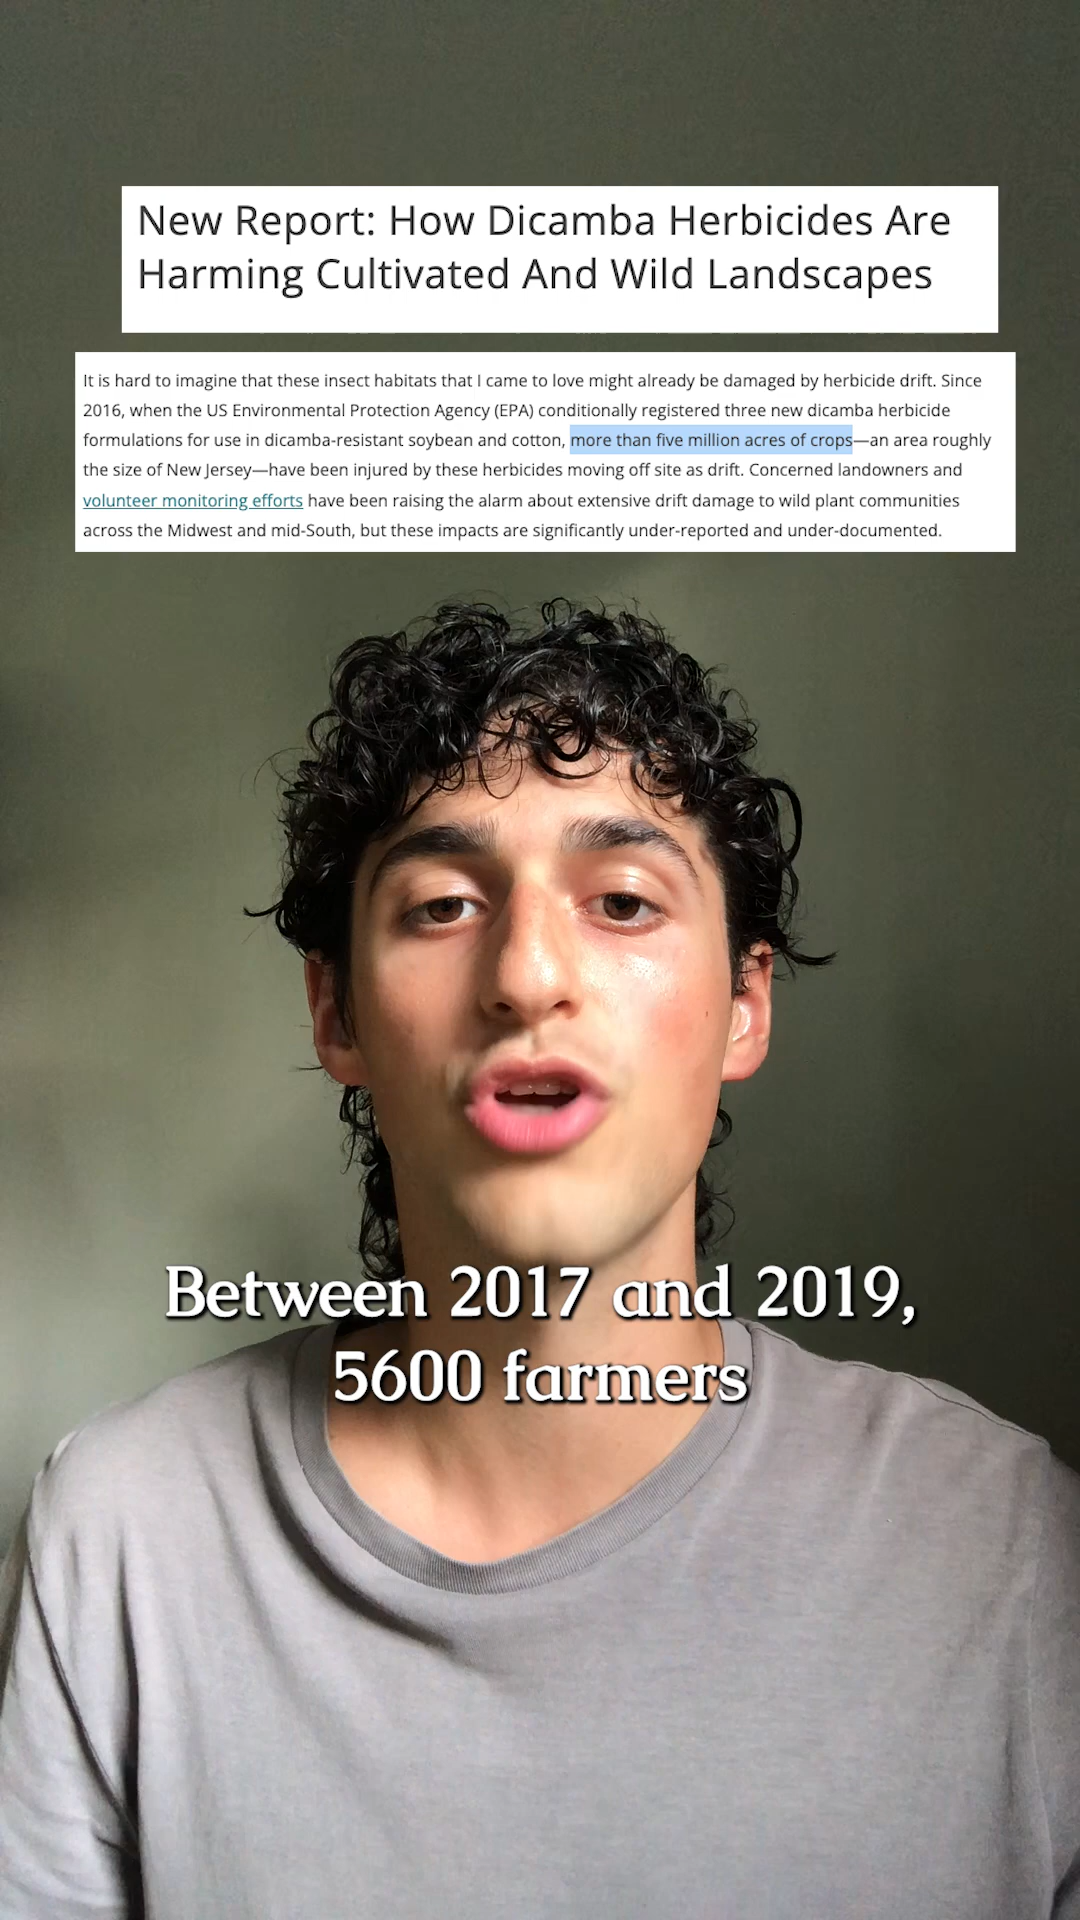 New Report: How Dicamba Herbicides Are
Harming Cultivated And Wild Landscapes
It is hard to imagine that these insect habitats that I came to love might already be damaged by herbicide drift. Since
2016, when the US Environmental Protection Agency (EPA) conditionally registered three new dicamba herbicide
formulations for use in dicamba-resistant soybean and cotton, more than five million acres of crops—an area roughly
the size of New Jersey—have been injured by these herbicides moving off site as drift. Concerned landowners and
volunteer monitoring efforts have been raising the alarm about extensive drift damage to wild plant communities
across the Midwest and mid-South, but these impacts are significantly under-reported and under-documented.
Between 2017 and 2019,
5600 farmers